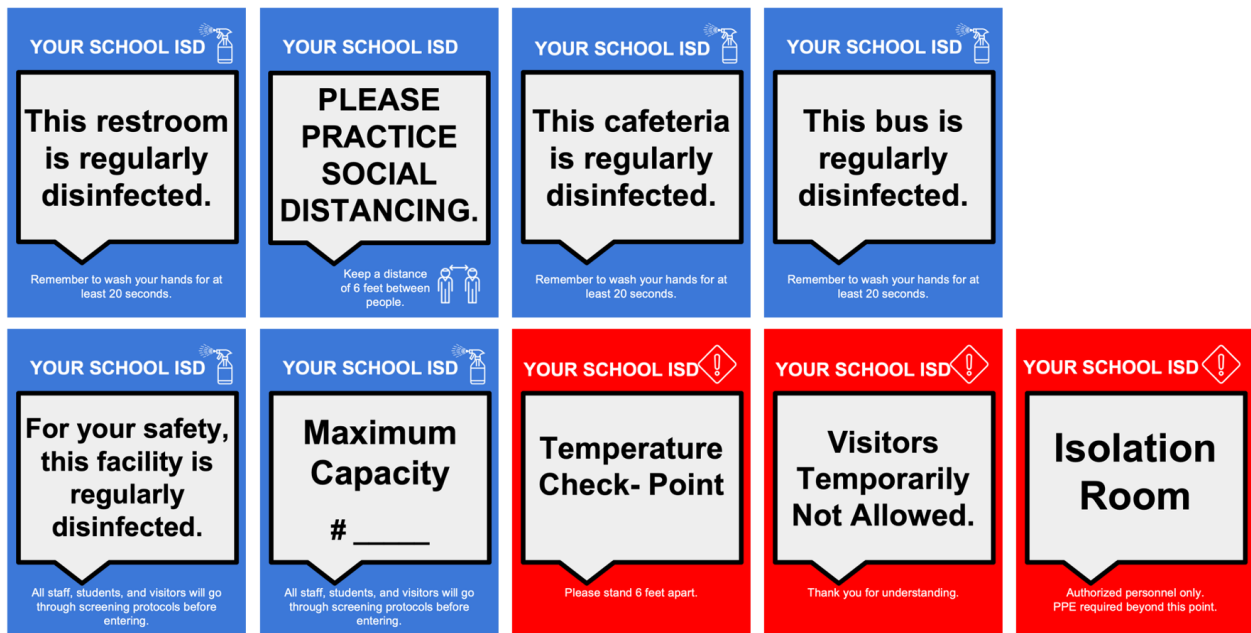 YOUR SCHOOL ISD
This restroom
is regularly
disinfected.
Remember to wash your hands for at
least 20 seconds.
YOUR SCHOOL ISD
PLEASE
PRACTICE
SOCIAL
DISTANCING.
Keep a distance
of 6 feet between
people.
YOUR SCHOOL ISD
This cafeteria
is regularly
disinfected.
Remember to wash your hands for at
least 20 seconds.
YOUR SCHOOL ISD
This bus is
regularly
disinfected.
Remember to wash your hands for at
least 20 seconds.
YOUR SCHOOL ISD
For your safety,
this facility is
regularly
disinfected.
All staff, students, and visitors will go
through screening protocols before
entering.
YOUR SCHOOL ISD
Maximum
Capacity
# _____
All staff, students, and visitors will go
through screening protocols before
entering.
YOUR SCHOOL ISD
Temperature
Check- Point
Please stand 6 feet apart.
YOUR SCHOOL ISD
Visitors
Temporarily
Not Allowed.
Thank you for understanding.
YOUR SCHOOL ISD
Isolation
Room
Authorized personnel only.
PPE required beyond this point.